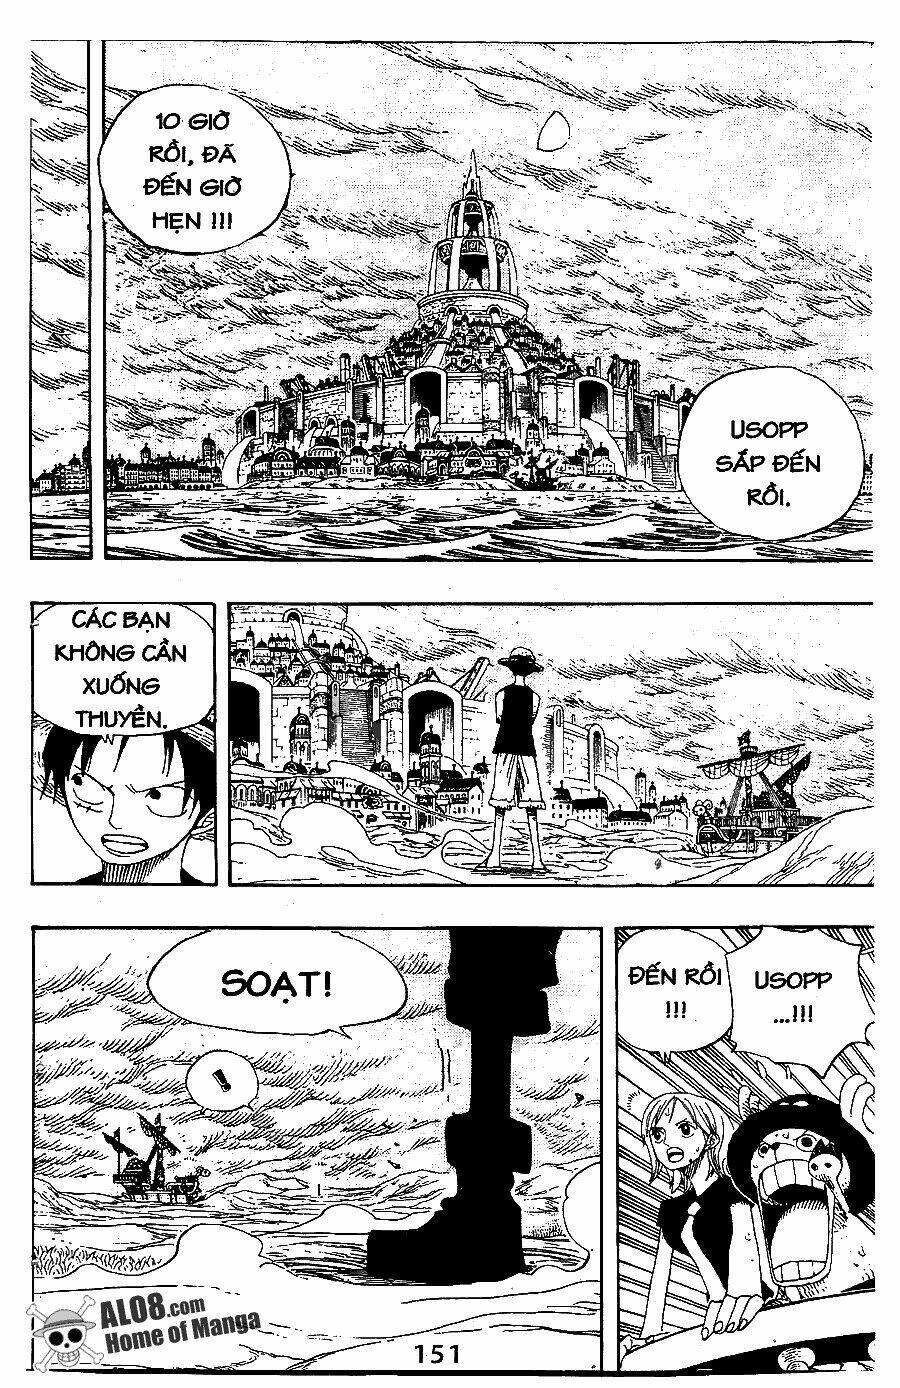 10 GIỜ
RỒI, ĐÃ
ĐẾN GIỜ
HẸN !!!
USOPP
SẮP ĐẾN
RỒI.
CÁC BẠN
KHÔNG CẦN
XUỐNG
THUYỀN.
SOẠT!
!
ĐẾN RỒI
!!!
USOPP
...!!!
ALO8.com
Home of Manga
151